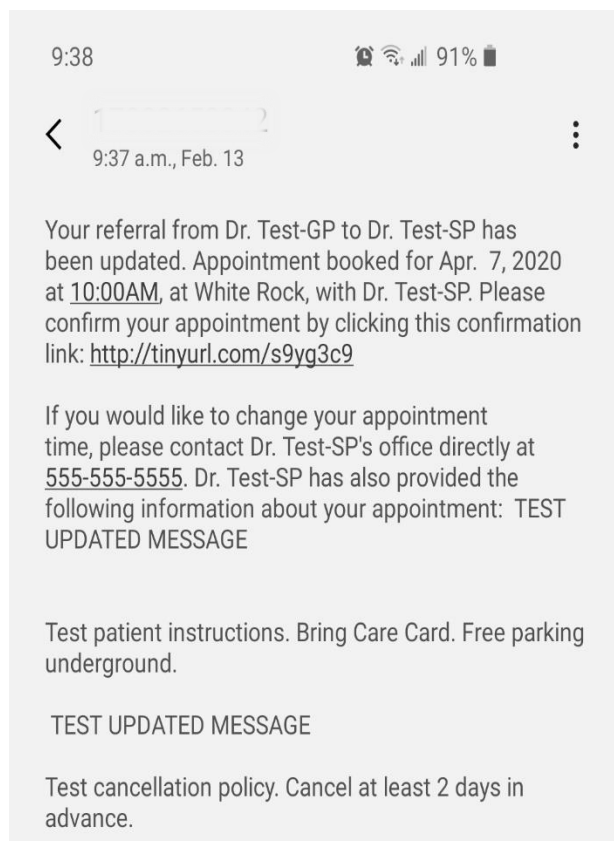 9:38 91%
9:37 a.m., Feb. 13
Your referral from Dr. Test-GP to Dr. Test-SP has
been updated. Appointment booked for Apr. 7, 2020
at 10:00AM, at White Rock, with Dr. Test-SP. Please
confirm your appointment by clicking this confirmation
link: http://tinyurl.com/s9yg3c9
If you would like to change your appointment
time, please contact Dr. Test-SP's office directly at
555-555-5555. Dr. Test-SP has also provided the
following information about your appointment: TEST
UPDATED MESSAGE
Test patient instructions. Bring Care Card. Free parking
underground.
TEST UPDATED MESSAGE
Test cancellation policy. Cancel at least 2 days in
advance.